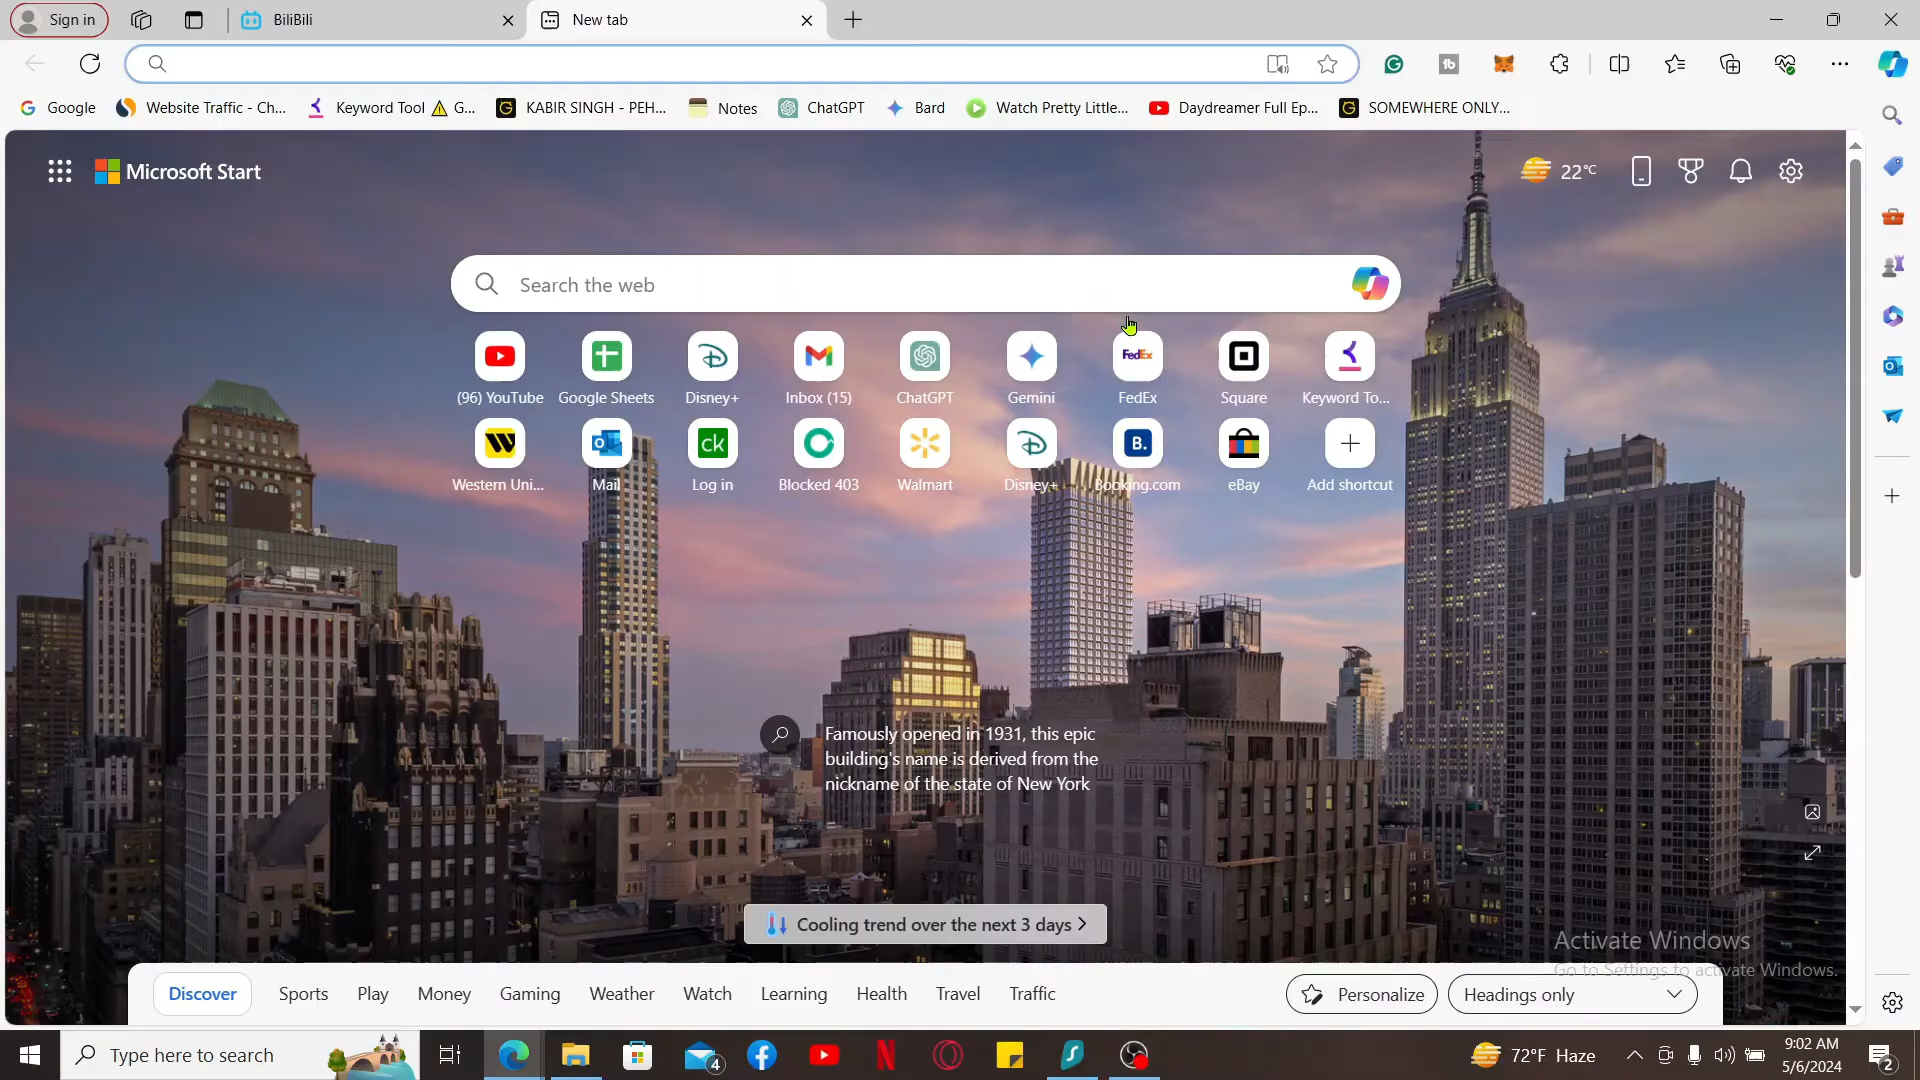 Sign in
BiliBili
New tab
Google
Website Traffic - Ch...
Keyword Tool ⚠ G...
KABIR SINGH - PEH...
Notes
ChatGPT
Bard
Watch Pretty Little...
Daydreamer Full Ep...
SOMEWHERE ONLY...
Microsoft Start
22°C
Search the web
(96) YouTube
Google Sheets
Disney+
Inbox (15)
ChatGPT
Gemini
FedEx
FedEx
Square
Keyword To...
Western Uni...
Mail
ck
Log in
Blocked 403
Walmart
Disney+
B.
Booking.com
eBay
Add shortcut
Famously opened in 1931, this epic
building's name is derived from the
nickname of the state of New York
Cooling trend over the next 3 days
Activate Windows
Go to Settings to activate Windows.
Discover
Sports
Play
Money
Gaming
Weather
Watch
Learning
Health
Travel
Traffic
Personalize
Headings only
Type here to search
4
72°F Haze
9:02 AM
5/6/2024
2